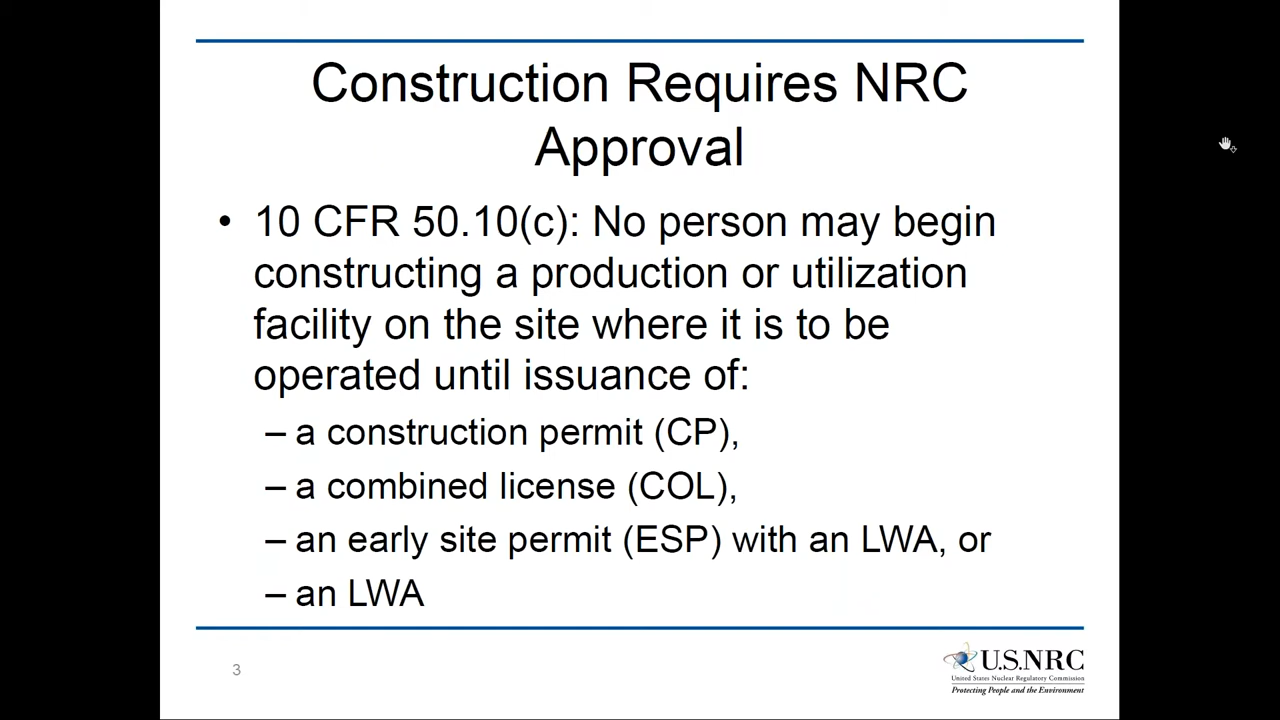 Construction Requires NRC
Approval
• 10 CFR 50.10(c): No person may begin
constructing a production or utilization
facility on the site where it is to be
operated until issuance of:
– a construction permit (CP),
– a combined license (COL),
– an early site permit (ESP) with an LWA, or
– an LWA
3
U.S.NRC
United States Nuclear Regulatory Commission
Protecting People and the Environment